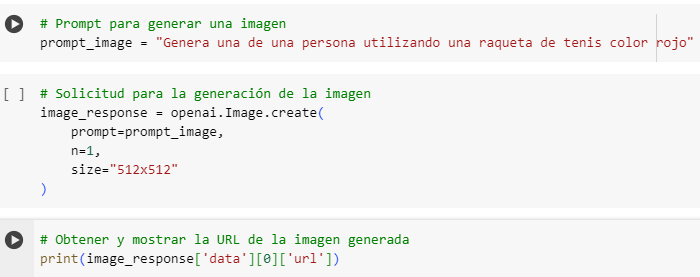 # Prompt para generar una imagen
prompt_image = "Genera una de una persona utilizando una raqueta de tenis color rojo"
[ ] # Solicitud para la generación de la imagen
image_response = openai.Image.create(
    prompt=prompt_image,
    n=1,
    size="512x512"
)
# Obtener y mostrar la URL de la imagen generada
print(image_response['data'][0]['url'])